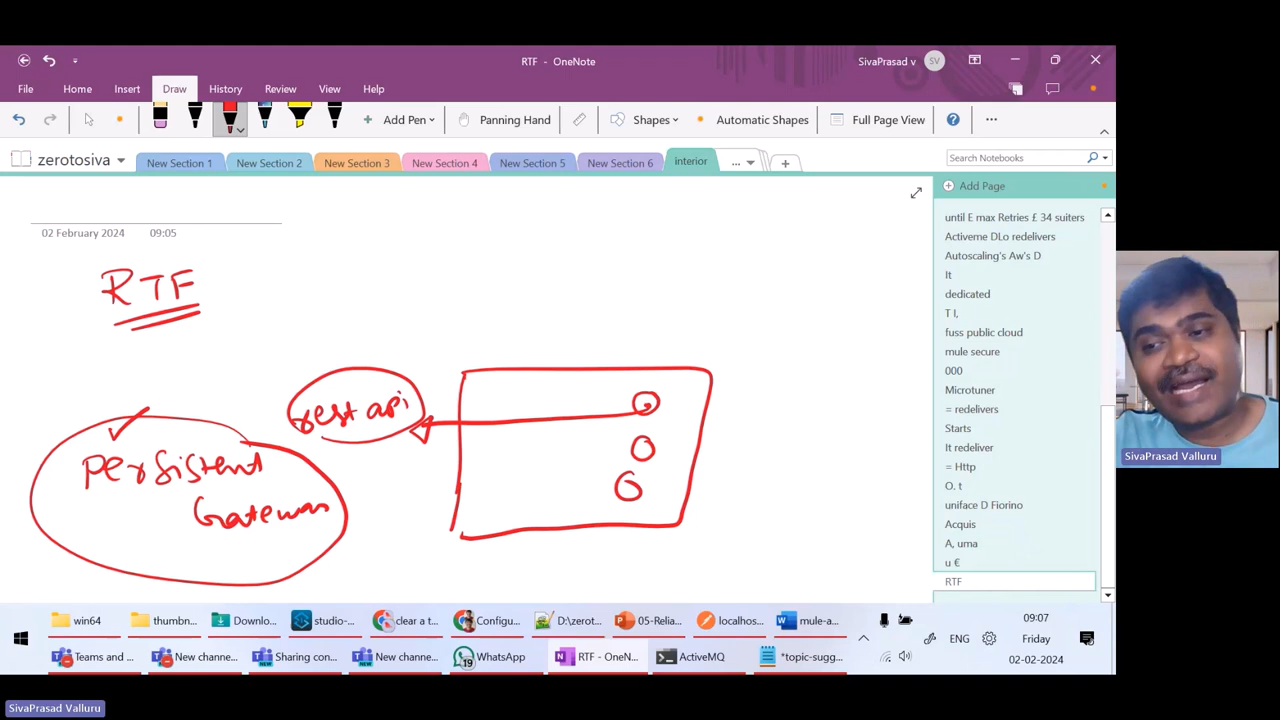 RTF - OneNote
SivaPrasad v
SV
File Home Insert Draw History Review View Help
Add Pen
Panning Hand
Shapes
Automatic Shapes
Full Page View
zerotosiva
New Section 1
New Section 2
New Section 3
New Section 4
New Section 5
New Section 6
interior
...
Search Notebooks
Add Page
02 February 2024 09:05
RTF
rest api
Persistent
Gateway
until E max Retries £ 34 suiters
Activeme DLo redelivers
Autoscaling's Aw's D
It
dedicated
T I,
fuss public cloud
mule secure
000
Microtuner
= redelivers
Starts
It redeliver
= Http
O. t
uniface D Fiorino
Acquis
A, uma
u €
RTF
SivaPrasad Valluru
win64
thumbn...
Downlo...
studio-...
clear a t...
Configu...
D:\zerot...
05-Relia...
localhos...
mule-a...
Teams and ...
New channe...
Sharing con...
New channe...
WhatsApp
19
RTF - OneN...
ActiveMQ
*topic-sugg...
ENG
09:07
Friday
02-02-2024
SivaPrasad Valluru